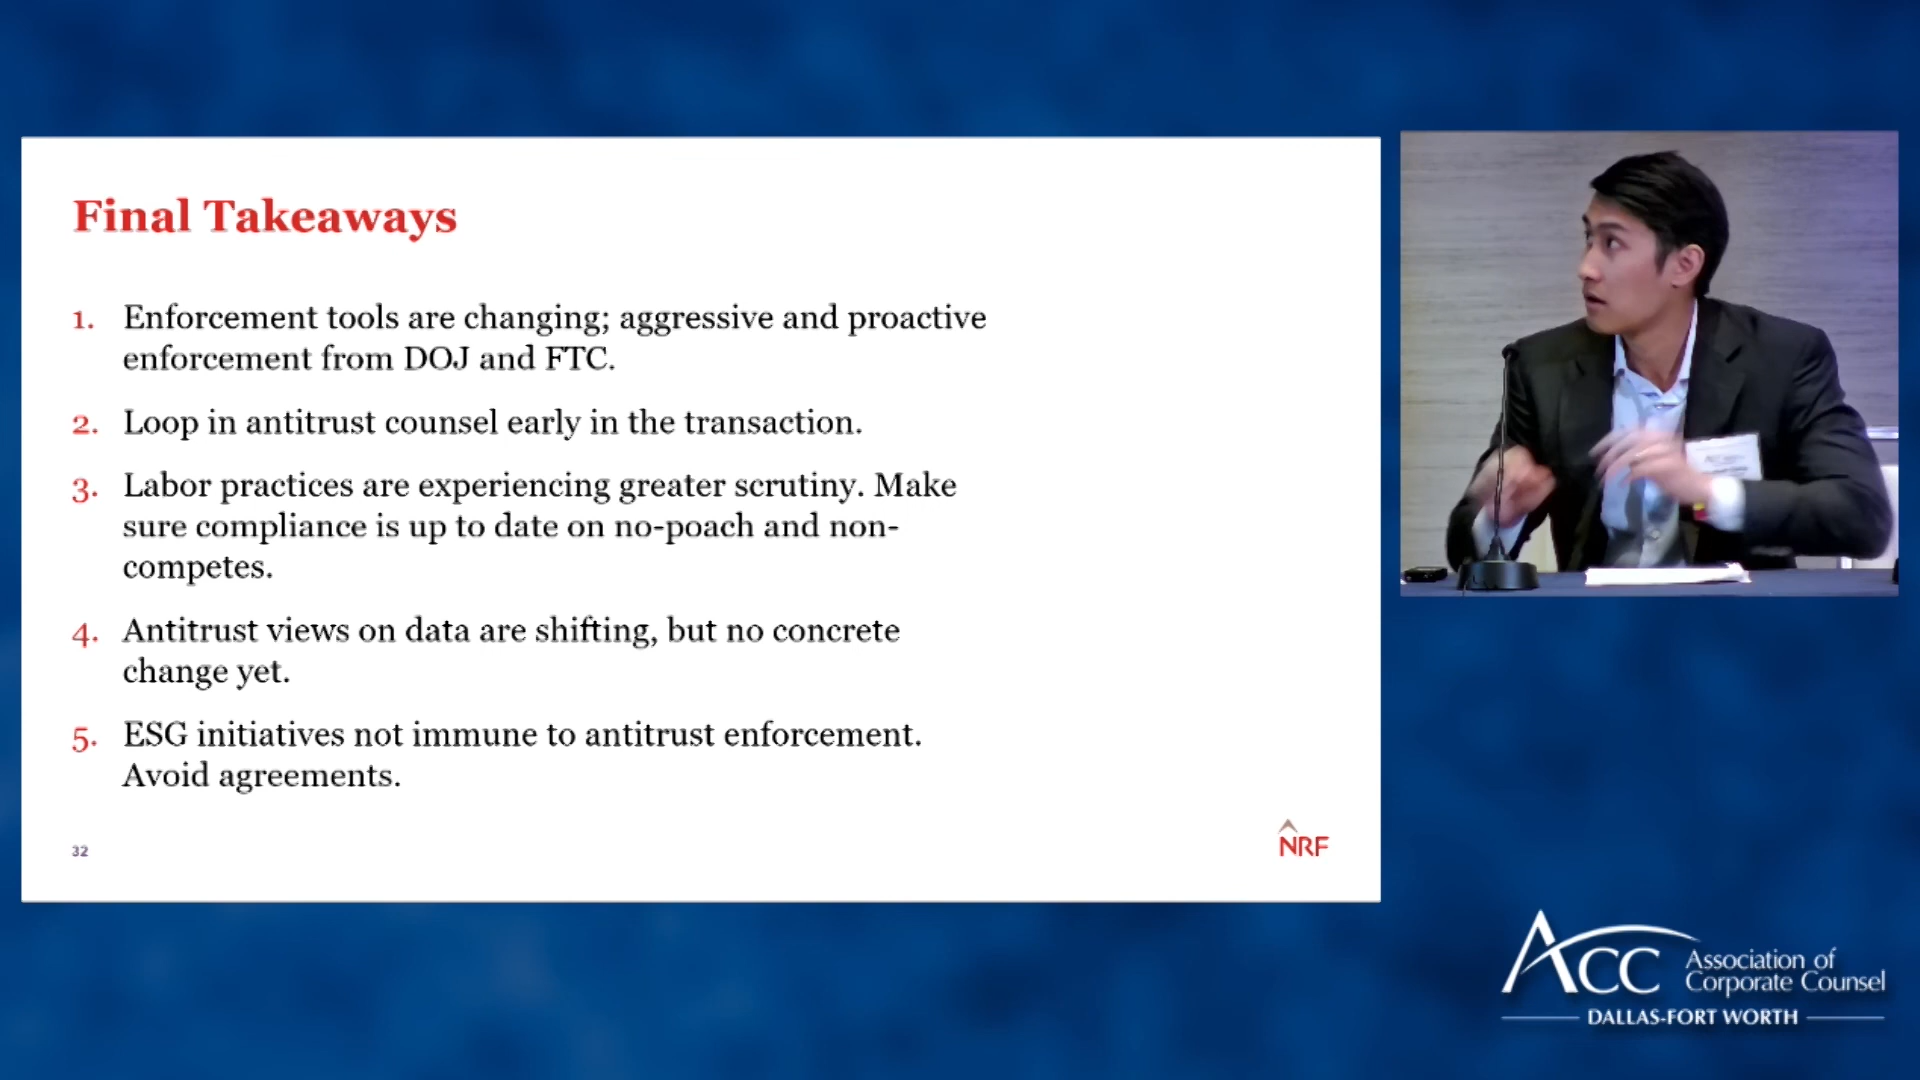 Final Takeaways
1. Enforcement tools are changing; aggressive and proactive
enforcement from DOJ and FTC.
2. Loop in antitrust counsel early in the transaction.
3. Labor practices are experiencing greater scrutiny. Make
sure compliance is up to date on no-poach and non-
competes.
4. Antitrust views on data are shifting, but no concrete
change yet.
5. ESG initiatives not immune to antitrust enforcement.
Avoid agreements.
32
NRF
ACC Association of
Corporate Counsel
DALLAS-FORT WORTH